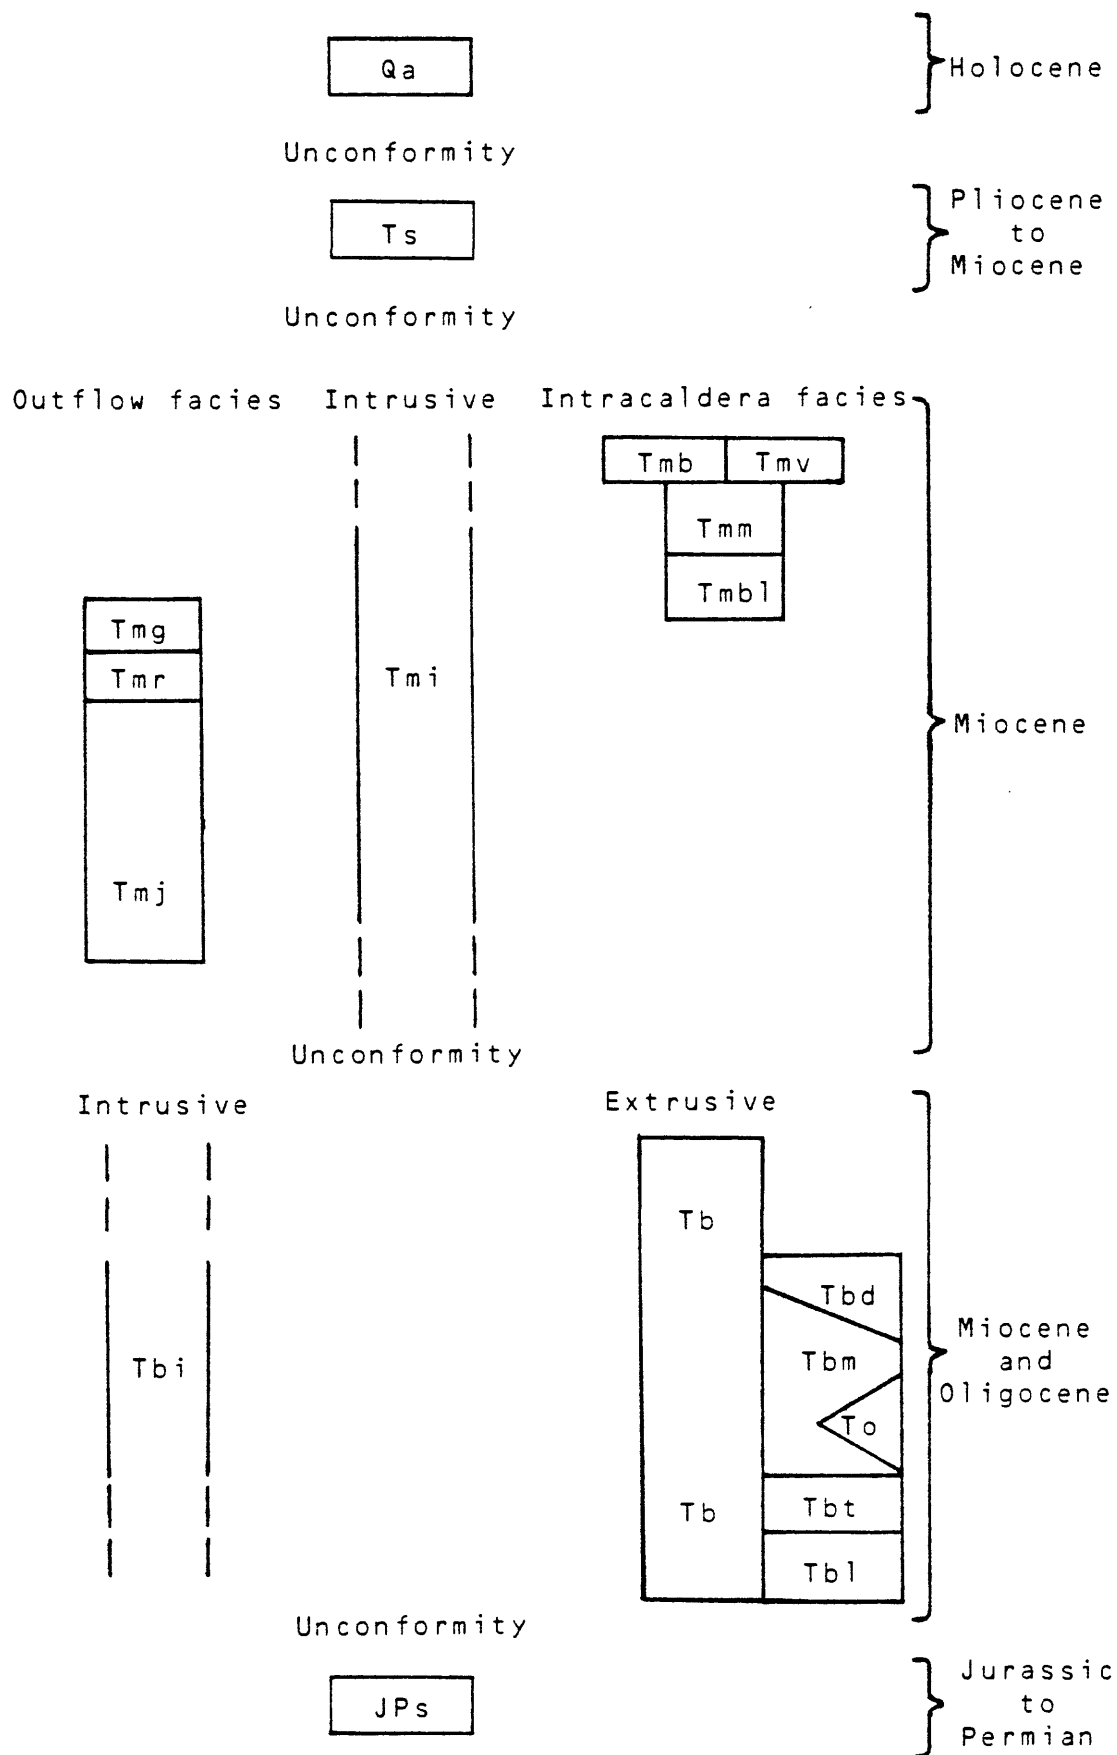 Qa
Holocene
Unconformity
Ts
Pliocene
to
Miocene
Unconformity
Outflow facies Intrusive Intracaldera facies
Tmb Tmv
Tmm
Tmbl
Tmg
Tmr
Tmi
Tmj
Miocene
Unconformity
Intrusive Extrusive
Tb
Tbd
Tbm
To
Tbi
Tb
Tbt
Tbl
Miocene
and
Oligocene
Unconformity
JPs
Jurassic
to
Permian